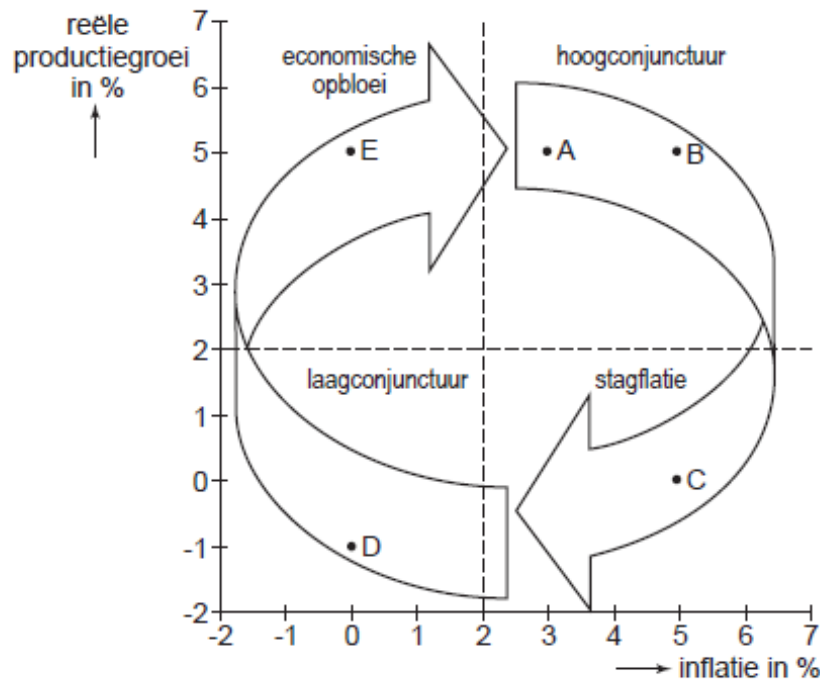 reële
productiegroei
in %
economische
opbloei
hoogconjunctuur
7
6
5
4
3
2
1
0
-1
-2
E
A
B
laagconjunctuur
stagflatie
C
D
-2 -1 0 1 2 3 4 5 6 7
inflatie in %